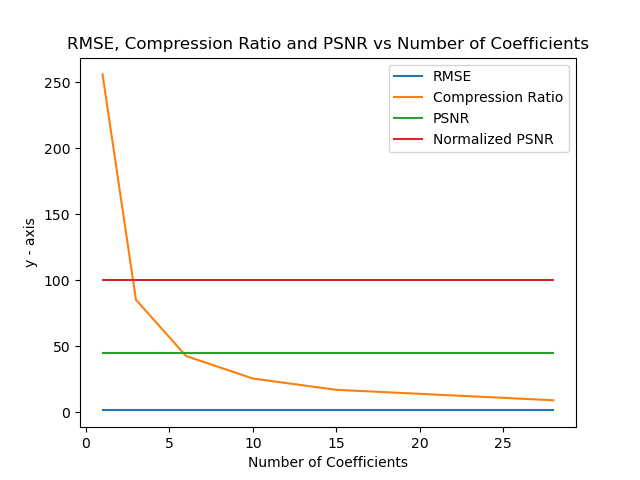 RMSE, Compression Ratio and PSNR vs Number of Coefficients
RMSE
Compression Ratio
PSNR
Normalized PSNR
y - axis
250
200
150
100
50
0
0 5 10 15 20 25
Number of Coefficients